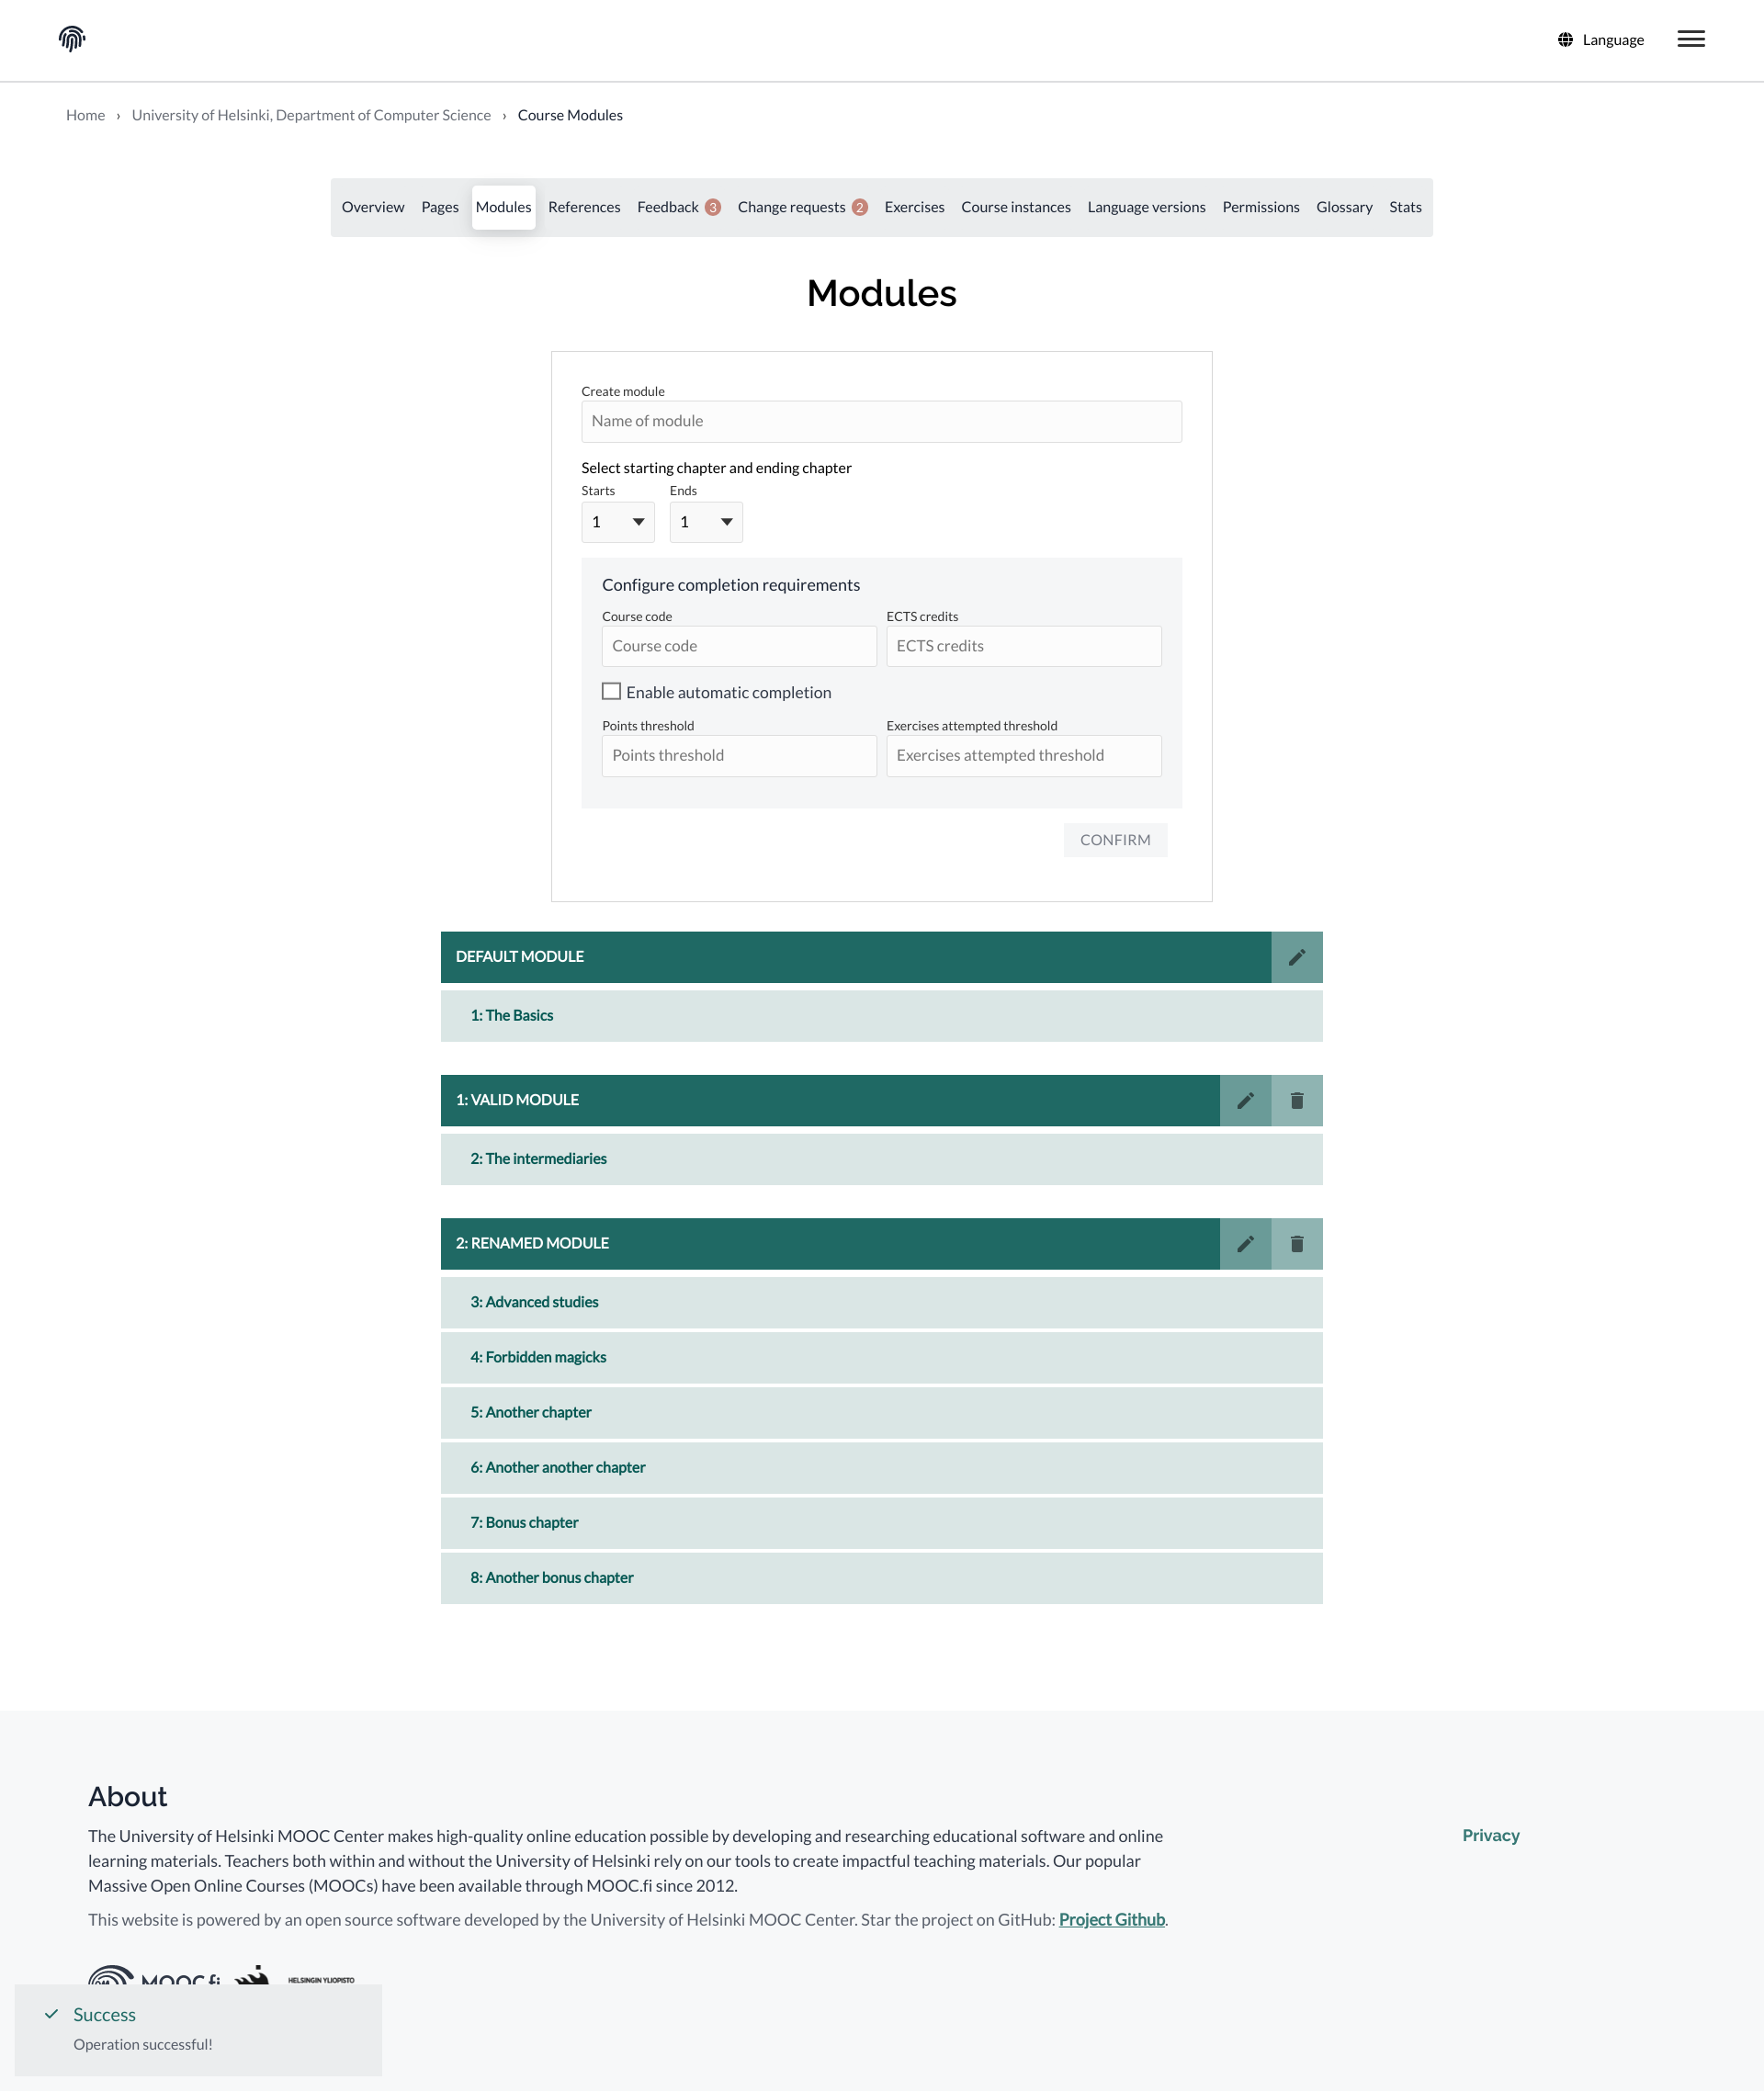 Language
Home › University of Helsinki, Department of Computer Science › Course Modules
Overview Pages Modules References Feedback 3 Change requests 2 Exercises Course instances Language versions Permissions Glossary Stats
Modules
Create module
Name of module
Select starting chapter and ending chapter
Starts Ends
1 1
Configure completion requirements
Course code ECTS credits
Course code ECTS credits
Enable automatic completion
Points threshold Exercises attempted threshold
Points threshold Exercises attempted threshold
CONFIRM
DEFAULT MODULE
1: The Basics
1: VALID MODULE
2: The intermediaries
2: RENAMED MODULE
3: Advanced studies
4: Forbidden magicks
5: Another chapter
6: Another another chapter
7: Bonus chapter
8: Another bonus chapter
About
The University of Helsinki MOOC Center makes high-quality online education possible by developing and researching educational software and online
learning materials. Teachers both within and without the University of Helsinki rely on our tools to create impactful teaching materials. Our popular
Massive Open Online Courses (MOOCs) have been available through MOOC.fi since 2012.
Privacy
This website is powered by an open source software developed by the University of Helsinki MOOC Center. Star the project on GitHub: Project Github.
MOOC.fi HELSINGIN YLIOPISTO
Success
Operation successful!